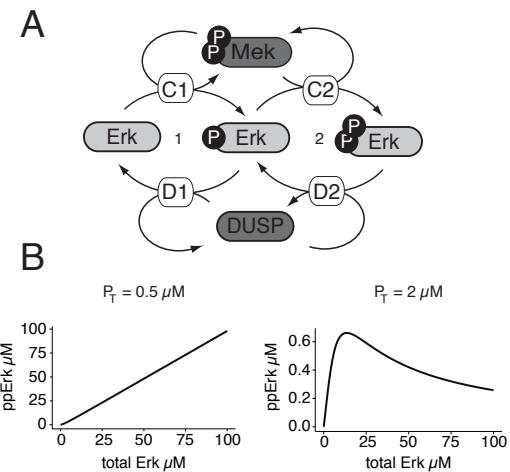 A
P
P
Mek
C1
C2
Erk
1
P
Erk
2
P
P
Erk
D1
D2
DUSP
B
P_T = 0.5 µM
P_T = 2 µM
ppErk µM
100
75
50
25
0
0 25 50 75 100
total Erk µM
ppErk µM
0.6
0.4
0.2
0.0
0 25 50 75 100
total Erk µM